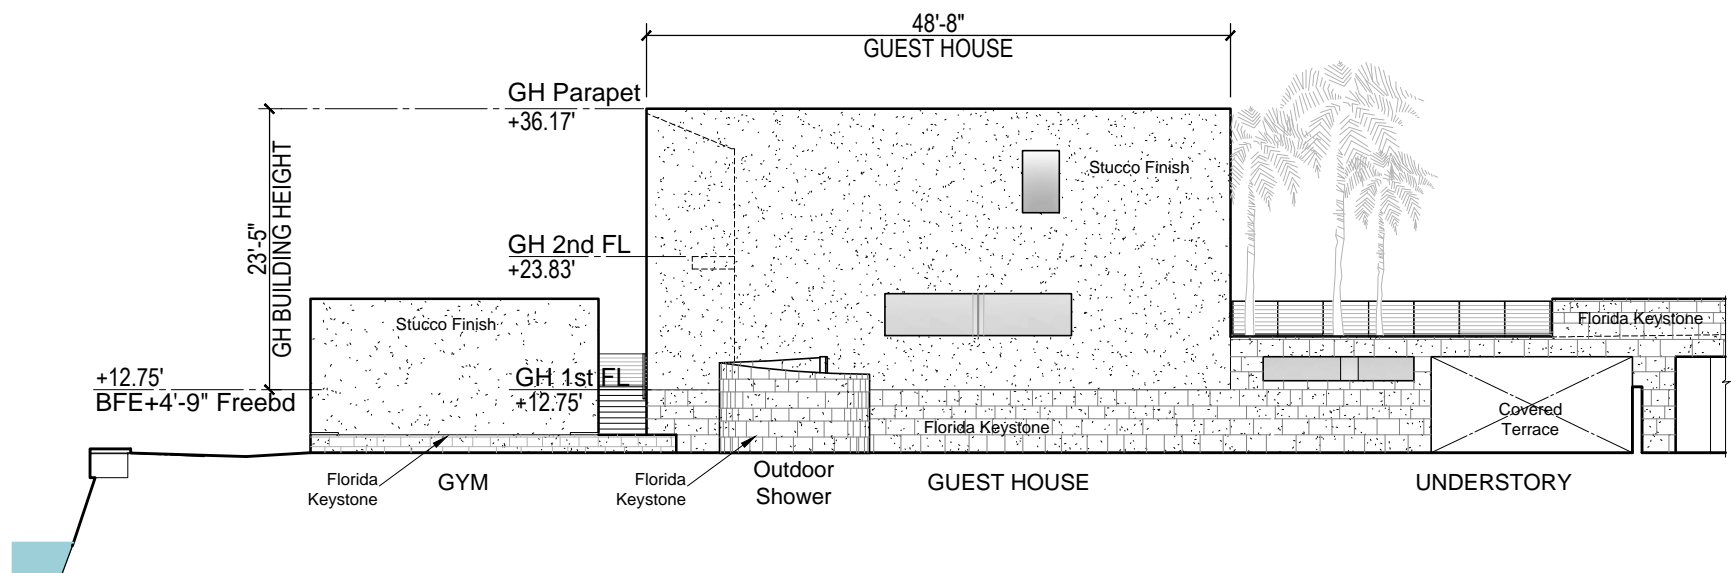 48'-8"
GUEST HOUSE
GH Parapet
+36.17'
23'-5"
GH BUILDING HEIGHT
Stucco Finish
GH 2nd FL
+23.83'
Stucco Finish
Florida Keystone
+12.75'
BFE+4'-9" Freebd
GH 1st FL
+12.75'
Florida Keystone
Covered
Terrace
Florida
Keystone
GYM
Florida
Keystone
Outdoor
Shower
GUEST HOUSE
UNDERSTORY